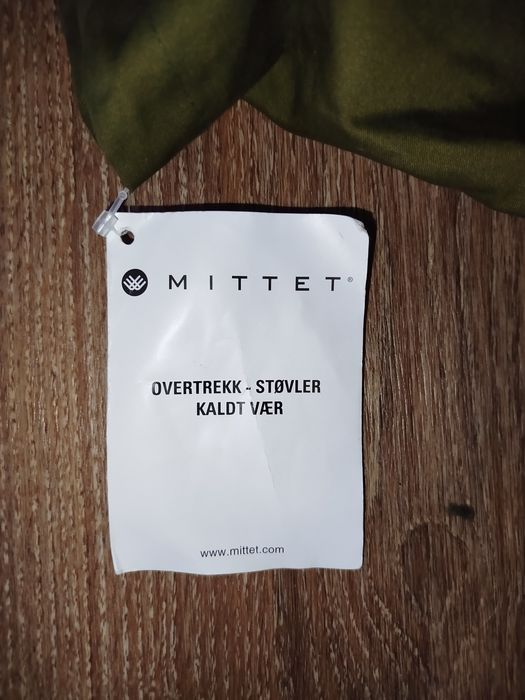 MITTET®
OVERTREKK - STØVLER
KALDT VÆR
www.mittet.com